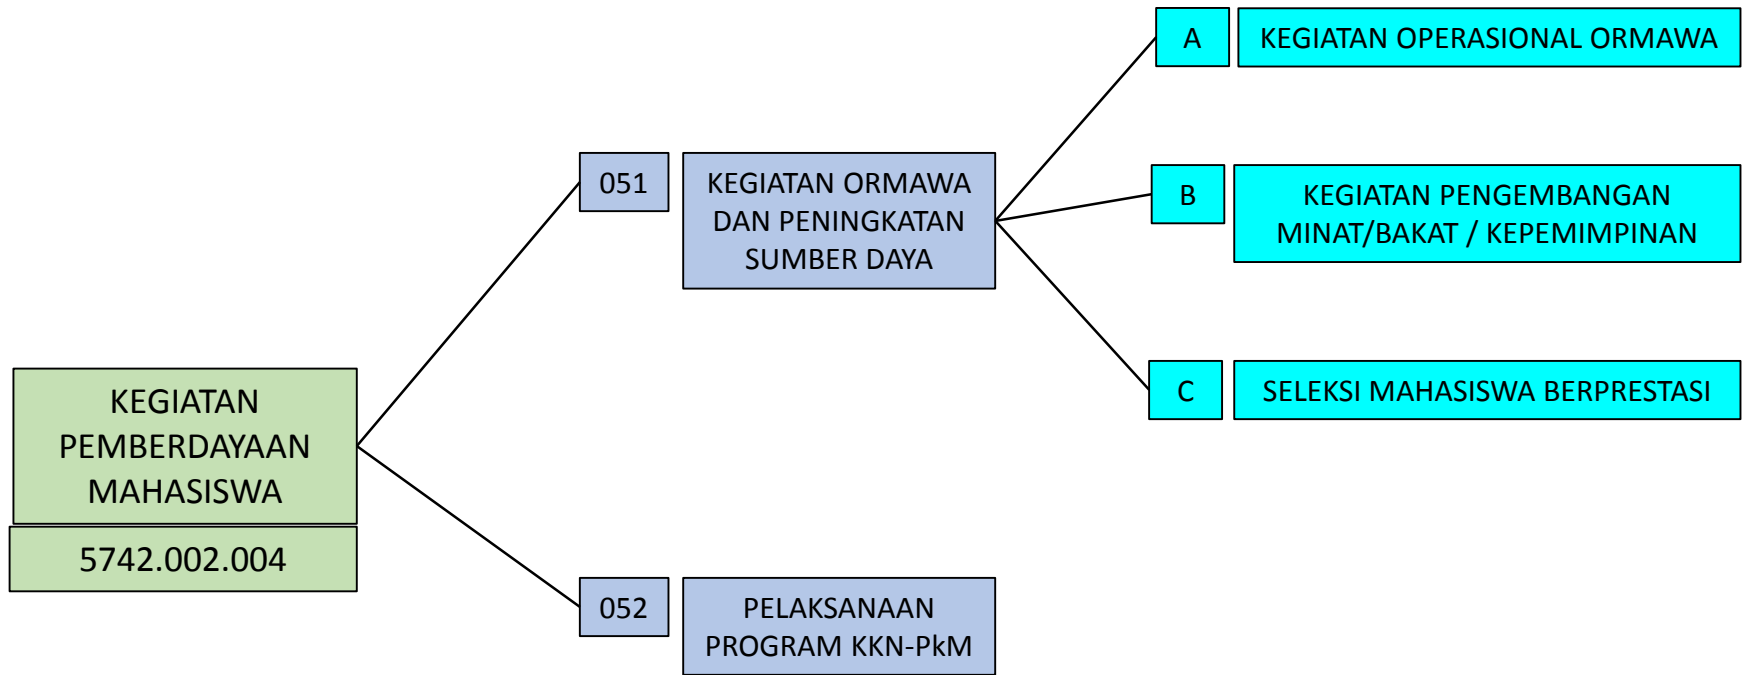 KEGIATAN
PEMBERDAYAAN
MAHASISWA
5742.002.004
051
KEGIATAN ORMAWA
DAN PENINGKATAN
SUMBER DAYA
A
KEGIATAN OPERASIONAL ORMAWA
B
KEGIATAN PENGEMBANGAN
MINAT/BAKAT / KEPEMIMPINAN
C
SELEKSI MAHASISWA BERPRESTASI
052
PELAKSANAAN
PROGRAM KKN-PkM